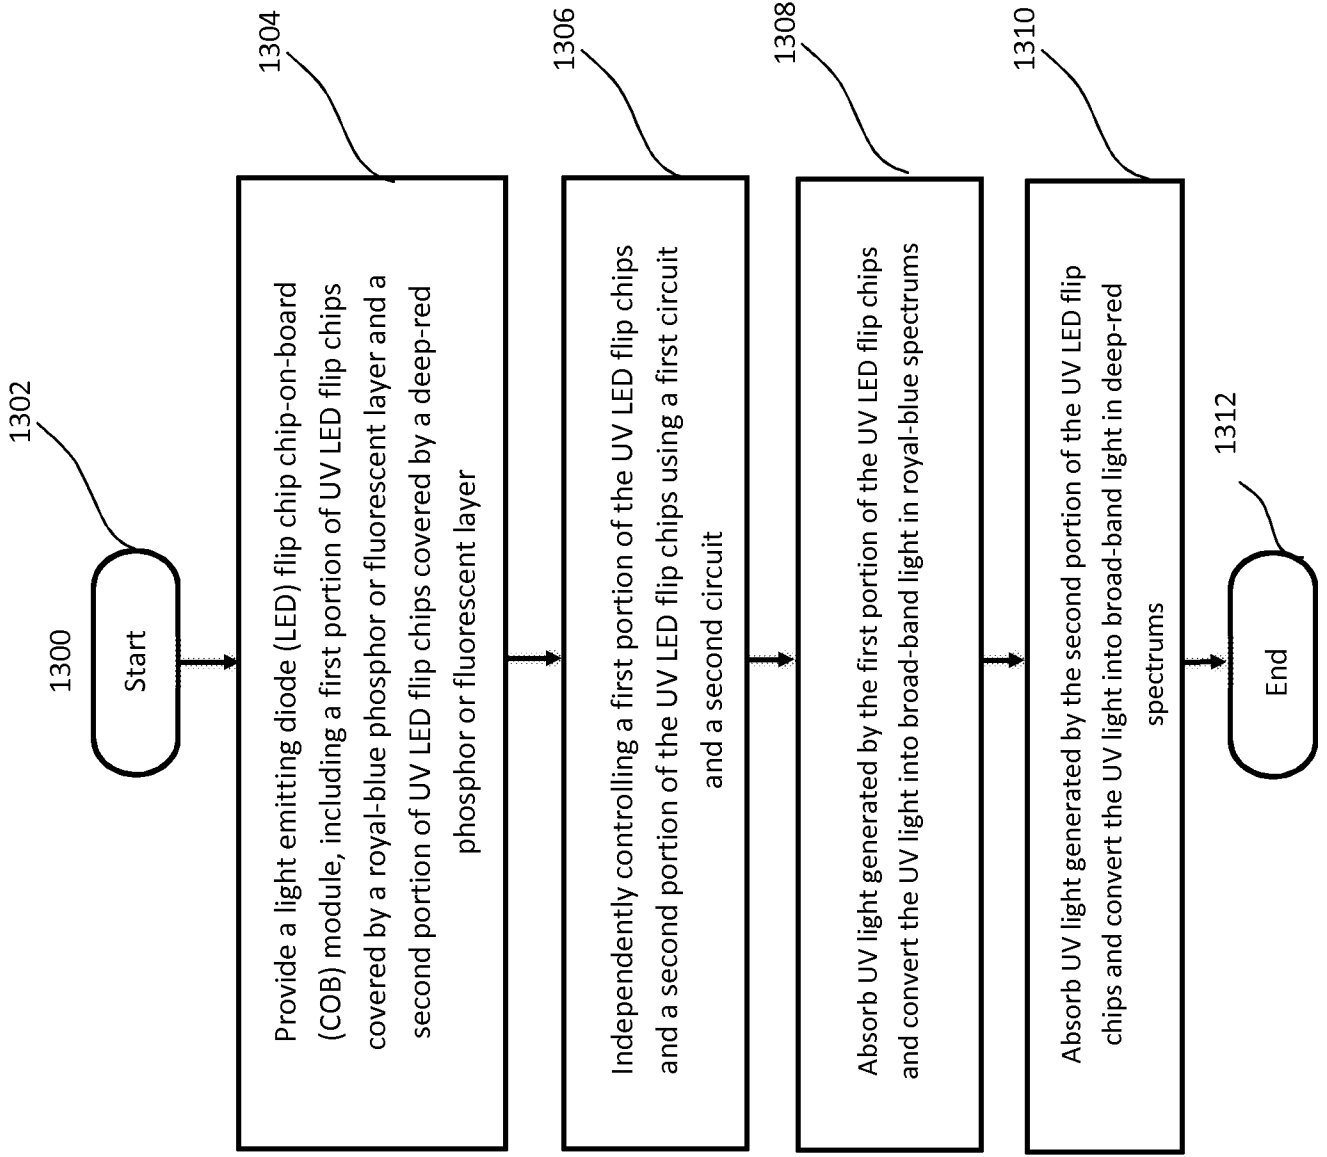 1300
1302
Start
1304
Provide a light emitting diode (LED) flip chip chip-on-board
(COB) module, including a first portion of UV LED flip chips
covered by a royal-blue phosphor or fluorescent layer and a
second portion of UV LED flip chips covered by a deep-red
phosphor or fluorescent layer
1306
Independently controlling a first portion of the UV LED flip chips
and a second portion of the UV LED flip chips using a first circuit
and a second circuit
1308
Absorb UV light generated by the first portion of the UV LED flip chips
and convert the UV light into broad-band light in royal-blue spectrums
1310
Absorb UV light generated by the second portion of the UV LED flip
chips and convert the UV light into broad-band light in deep-red
spectrums
1312
End